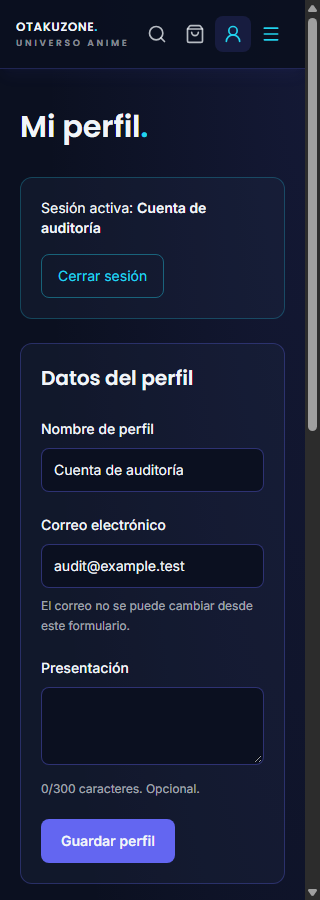 OTAKUZONE.
UNIVERSO ANIME
Mi perfil.
Sesión activa: Cuenta de
auditoría
Cerrar sesión
Datos del perfil
Nombre de perfil
Cuenta de auditoría
Correo electrónico
audit@example.test
El correo no se puede cambiar desde
este formulario.
Presentación
0/300 caracteres. Opcional.
Guardar perfil